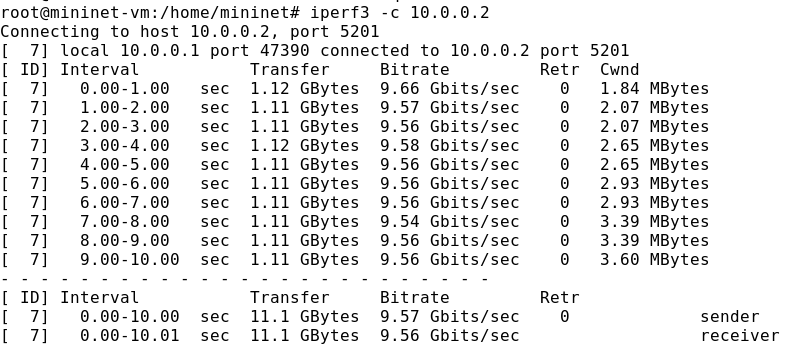 root@mininet-vm:/home/mininet# iperf3 -c 10.0.0.2
Connecting to host 10.0.0.2, port 5201
[  7] local 10.0.0.1 port 47390 connected to 10.0.0.2 port 5201
[ ID] Interval           Transfer     Bitrate         Retr  Cwnd
[  7]   0.00-1.00   sec  1.12 GBytes  9.66 Gbits/sec    0   1.84 MBytes
[  7]   1.00-2.00   sec  1.11 GBytes  9.57 Gbits/sec    0   2.07 MBytes
[  7]   2.00-3.00   sec  1.11 GBytes  9.56 Gbits/sec    0   2.07 MBytes
[  7]   3.00-4.00   sec  1.12 GBytes  9.58 Gbits/sec    0   2.65 MBytes
[  7]   4.00-5.00   sec  1.11 GBytes  9.56 Gbits/sec    0   2.65 MBytes
[  7]   5.00-6.00   sec  1.11 GBytes  9.56 Gbits/sec    0   2.93 MBytes
[  7]   6.00-7.00   sec  1.11 GBytes  9.56 Gbits/sec    0   2.93 MBytes
[  7]   7.00-8.00   sec  1.11 GBytes  9.54 Gbits/sec    0   3.39 MBytes
[  7]   8.00-9.00   sec  1.11 GBytes  9.56 Gbits/sec    0   3.39 MBytes
[  7]   9.00-10.00  sec  1.11 GBytes  9.56 Gbits/sec    0   3.60 MBytes
- - - - - - - - - - - - - - - - - - - - - - - - -
[ ID] Interval           Transfer     Bitrate         Retr
[  7]   0.00-10.00  sec  11.1 GBytes  9.57 Gbits/sec    0             sender
[  7]   0.00-10.01  sec  11.1 GBytes  9.56 Gbits/sec                  receiver